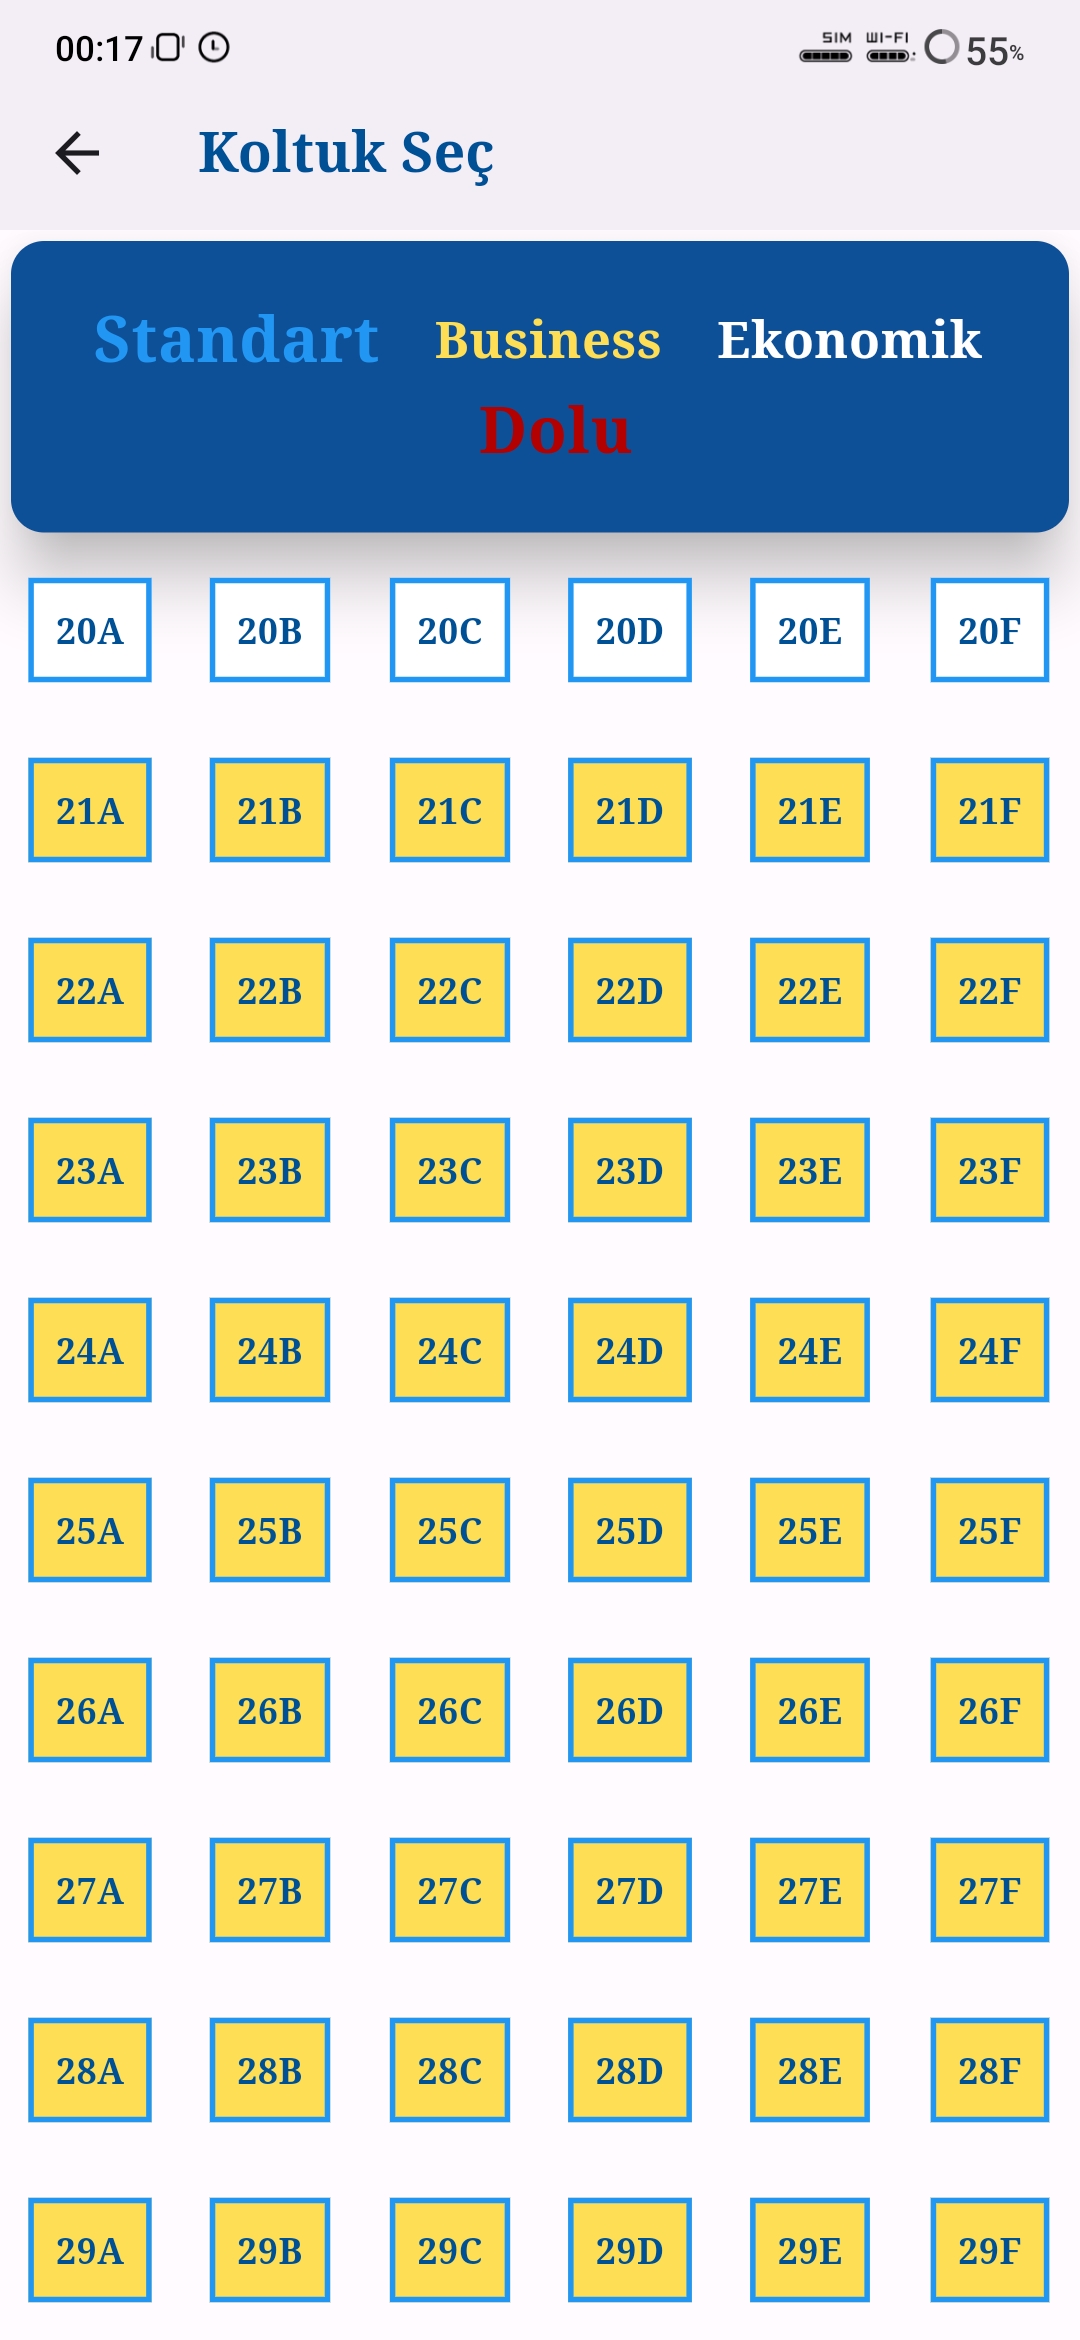 00:17 SIM WI-FI 55%
Koltuk Seç
Standart Business Ekonomik
Dolu
20A 20B 20C 20D 20E 20F
21A 21B 21C 21D 21E 21F
22A 22B 22C 22D 22E 22F
23A 23B 23C 23D 23E 23F
24A 24B 24C 24D 24E 24F
25A 25B 25C 25D 25E 25F
26A 26B 26C 26D 26E 26F
27A 27B 27C 27D 27E 27F
28A 28B 28C 28D 28E 28F
29A 29B 29C 29D 29E 29F